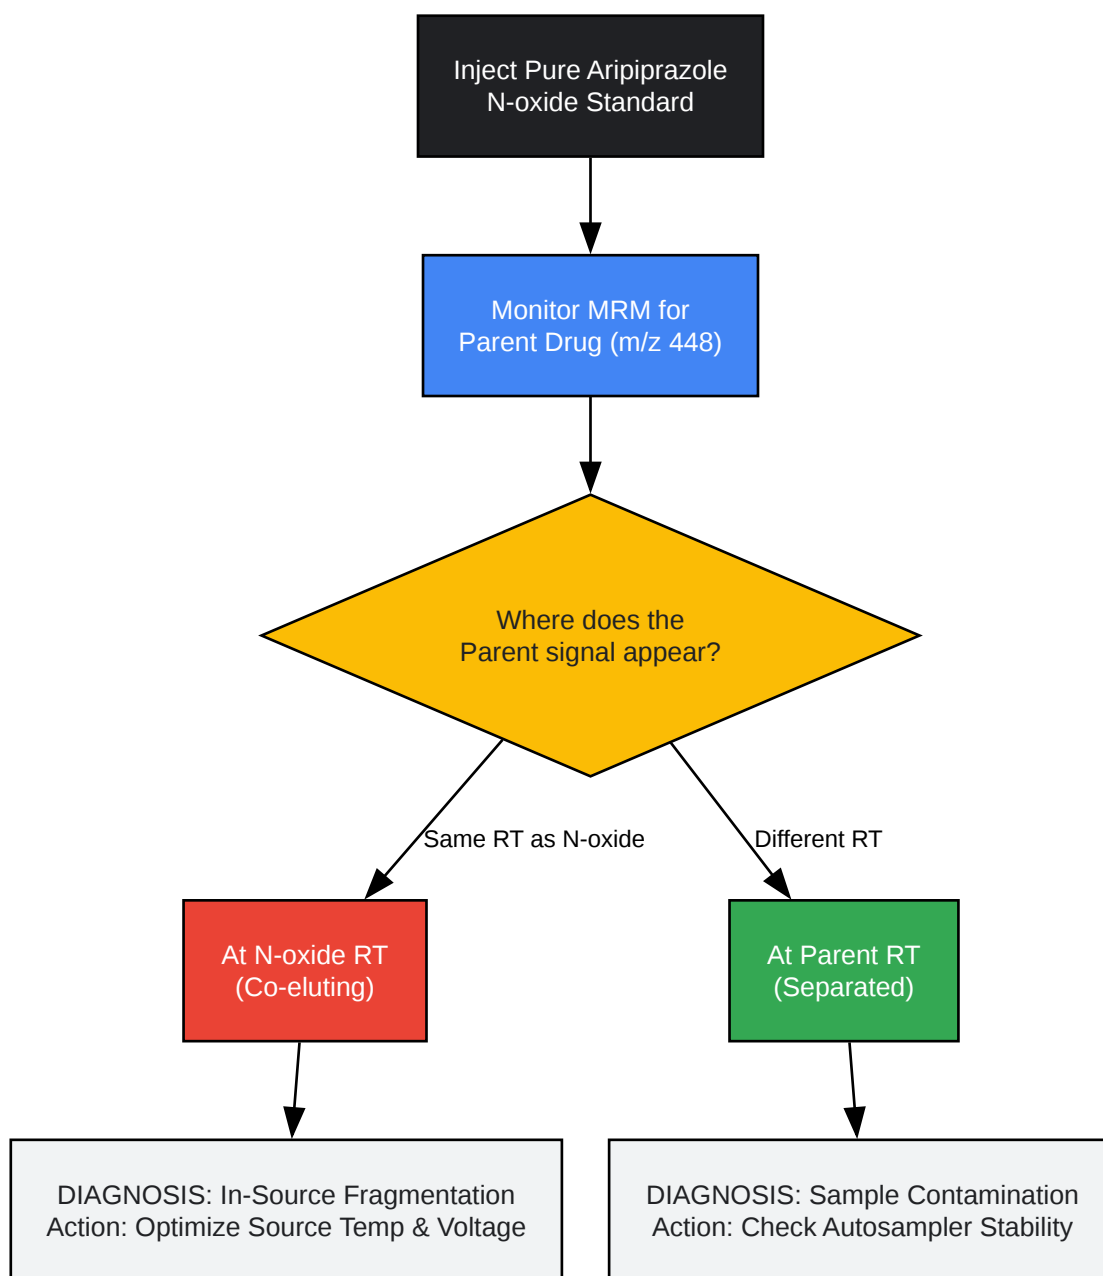 Inject Pure Aripiprazole
N-oxide Standard
Monitor MRM for
Parent Drug (m/z 448)
Where does the
Parent signal appear?
Same RT as N-oxide
Different RT
At N-oxide RT
(Co-eluting)
At Parent RT
(Separated)
DIAGNOSIS: In-Source Fragmentation
Action: Optimize Source Temp & Voltage
DIAGNOSIS: Sample Contamination
Action: Check Autosampler Stability